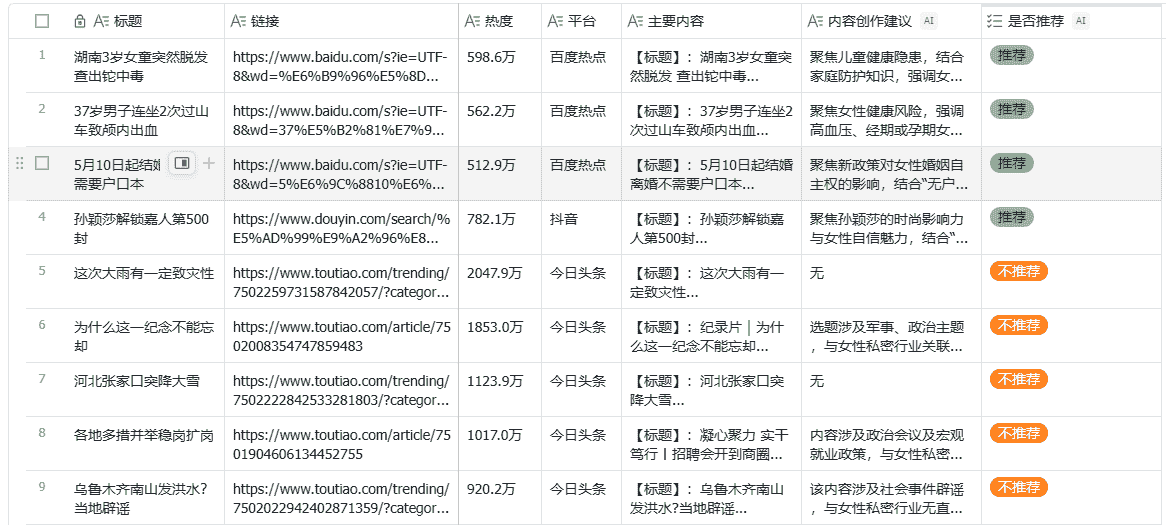 标题 链接 热度 平台 主要内容 内容创作建议 AI 是否推荐 AI
1 湖南3岁女童突然脱发 https://www.baidu.com/s?ie=UTF- 598.6万 百度热点 【标题】：湖南3岁女童突 聚焦儿童健康隐患，结合 推荐
查出铊中毒 8&wd=%E6%B9%96%E5%8D... 然脱发 查出铊中毒... 家庭防护知识，强调女...
2 37岁男子连坐2次过山 https://www.baidu.com/s?ie=UTF- 562.2万 百度热点 【标题】：37岁男子连坐2 聚焦女性健康风险，强调 推荐
车致颅内出血 8&wd=37%E5%B2%81%E7%9... 次过山车致颅内出血... 高血压、经期或孕期女...
5月10日起结婚 https://www.baidu.com/s?ie=UTF- 512.9万 百度热点 【标题】：5月10日起结婚 聚焦新政策对女性婚姻自 推荐
需要户口本 8&wd=5%E6%9C%8810%E6%... 离婚不需要户口本... 主权的影响，结合“无户...
4 孙颖莎解锁嘉人第500 https://www.douyin.com/search/% 782.1万 抖音 【标题】：孙颖莎解锁嘉 聚焦孙颖莎的时尚影响力 推荐
封 E5%AD%99%E9%A2%96%E8... 人第500封... 与女性自信魅力，结合“...
5 这次大雨有一定致灾性 https://www.toutiao.com/trending/ 2047.9万 今日头条 【标题】：这次大雨有一 无 不推荐
7502259731587842057/?categor... 定致灾性...
6 为什么这一纪念不能忘 https://www.toutiao.com/article/75 1853.0万 今日头条 【标题】：纪录片｜为什 选题涉及军事、政治主题 不推荐
却 02008354747859483 么这一纪念不能忘却... ，与女性私密行业关联...
7 河北张家口突降大雪 https://www.toutiao.com/trending/ 1123.9万 今日头条 【标题】：河北张家口突 无 不推荐
7502222842533281803/?categor... 降大雪...
8 各地多措并举稳岗扩岗 https://www.toutiao.com/article/75 1017.0万 今日头条 【标题】：凝心聚力 实干 内容涉及政治会议及宏观 不推荐
01904606134452755 笃行丨招聘会开到商圈... 就业政策，与女性私密...
9 乌鲁木齐南山发洪水? https://www.toutiao.com/trending/ 920.2万 今日头条 【标题】：乌鲁木齐南山 该内容涉及社会事件辟谣 不推荐
当地辟谣 7502022942402871359/?categor... 发洪水?当地辟谣... ，与女性私密行业无直...